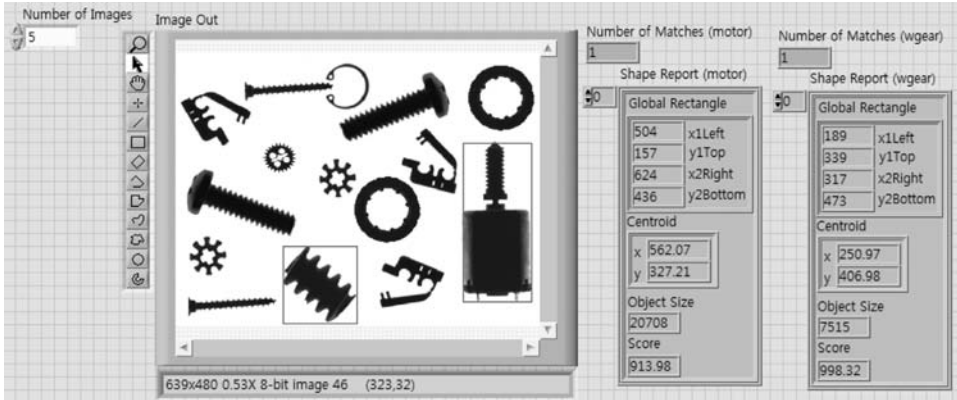 Number of Images
5
Image Out
639x480 0.53X 8-bit image 46 (323,32)
Number of Matches (motor)
1
Shape Report (motor)
0
Global Rectangle
504 x1Left
157 y1Top
624 x2Right
436 y2Bottom
Centroid
x 562.07
y 327.21
Object Size
20708
Score
913.98
Number of Matches (wgear)
1
Shape Report (wgear)
0
Global Rectangle
189 x1Left
339 y1Top
317 x2Right
473 y2Bottom
Centroid
x 250.97
y 406.98
Object Size
7515
Score
998.32